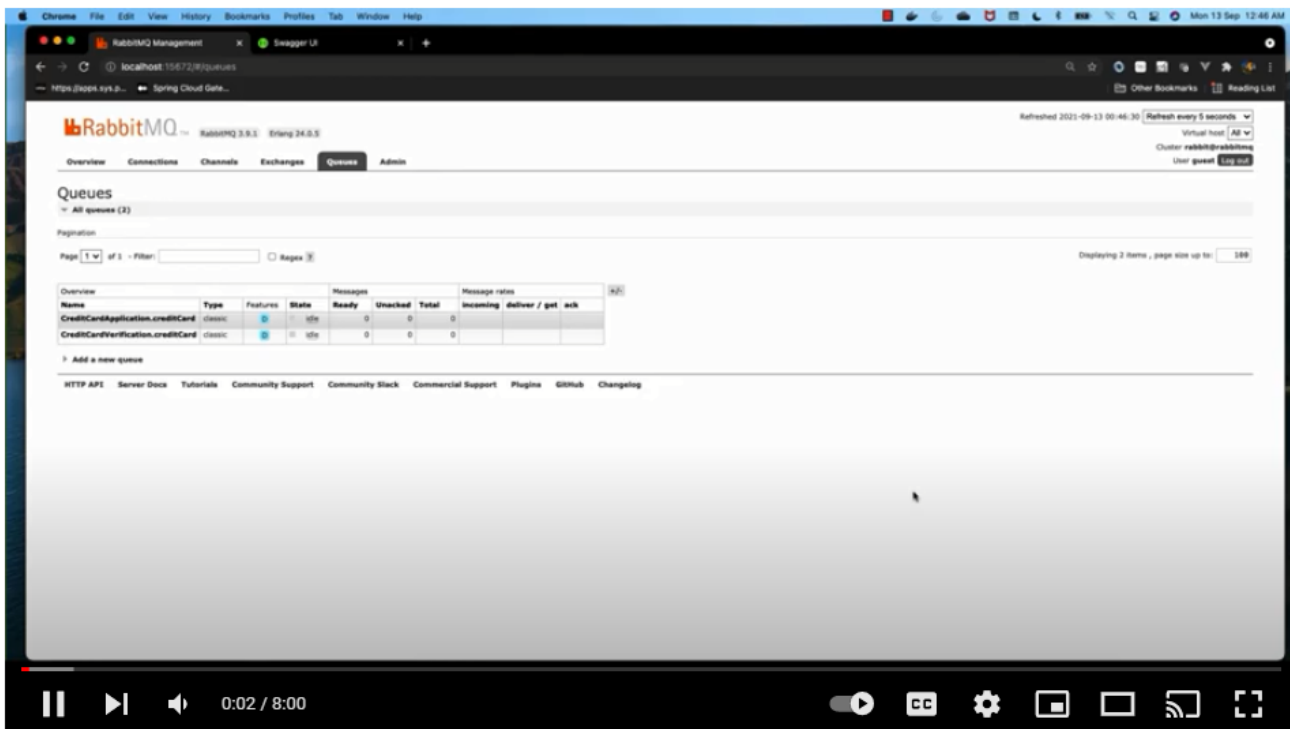 Chrome File Edit View History Bookmarks Profiles Tab Window Help Mon 13 Sep 12:46 AM
RabbitMQ Management Swagger UI
localhost:15672/#/queues
https://apps.sys.p... Spring Cloud Gate... Other Bookmarks Reading List
RabbitMQ TM RabbitMQ 3.9.1 Erlang 24.0.5
Refreshed 2021-09-13 00:46:30 Refresh every 5 seconds
Virtual host All
Cluster rabbit@rabbitmq
User guest Log out
Overview Connections Channels Exchanges Queues Admin
Queues
All queues (2)
Pagination
Page 1 of 1 - Filter: Regex ?
Displaying 2 items , page size up to: 100
Overview Messages Message rates +/-
Name Type Features State Ready Unacked Total incoming deliver / get ack
CreditCardApplication.creditCard classic D idle 0 0 0
CreditCardVerification.creditCard classic D idle 0 0 0
Add a new queue
HTTP API Server Docs Tutorials Community Support Community Slack Commercial Support Plugins GitHub Changelog
0:02 / 8:00
CC